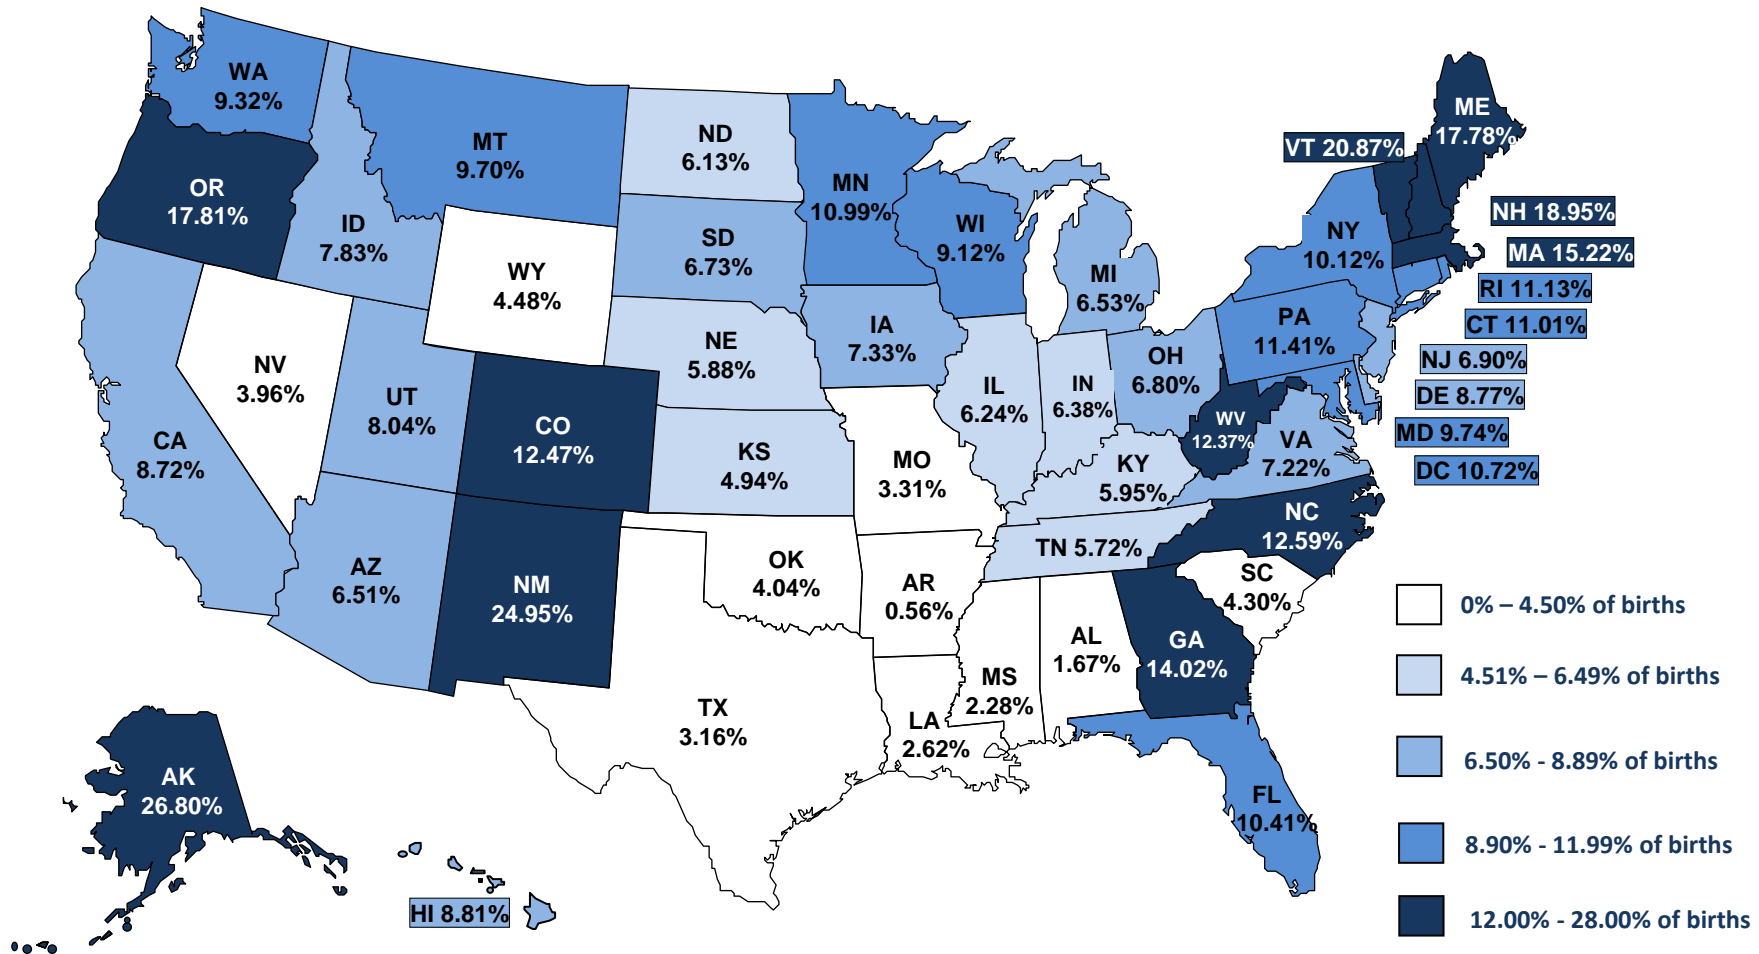 WA
9.32%
MT
9.70%
ND
6.13%
ME
17.78%
VT 20.87%
OR
17.81%
ID
7.83%
MN
10.99%
WI
9.12%
NH 18.95%
SD
6.73%
NY
10.12%
MA 15.22%
WY
4.48%
MI
6.53%
RI 11.13%
IA
7.33%
PA
11.41%
CT 11.01%
NE
5.88%
NV
3.96%
OH
6.80%
NJ 6.90%
UT
8.04%
IL
6.24%
IN
6.38%
DE 8.77%
CO
12.47%
WV
12.37%
CA
8.72%
KS
4.94%
MO
3.31%
KY
5.95%
VA
7.22%
MD 9.74%
DC 10.72%
NC
12.59%
TN 5.72%
AZ
6.51%
NM
24.95%
OK
4.04%
AR
0.56%
SC
4.30%
0% – 4.50% of births
AL
1.67%
GA
14.02%
MS
2.28%
4.51% – 6.49% of births
TX
3.16%
LA
2.62%
6.50% - 8.89% of births
AK
26.80%
FL
10.41%
8.90% - 11.99% of births
HI 8.81%
12.00% - 28.00% of births